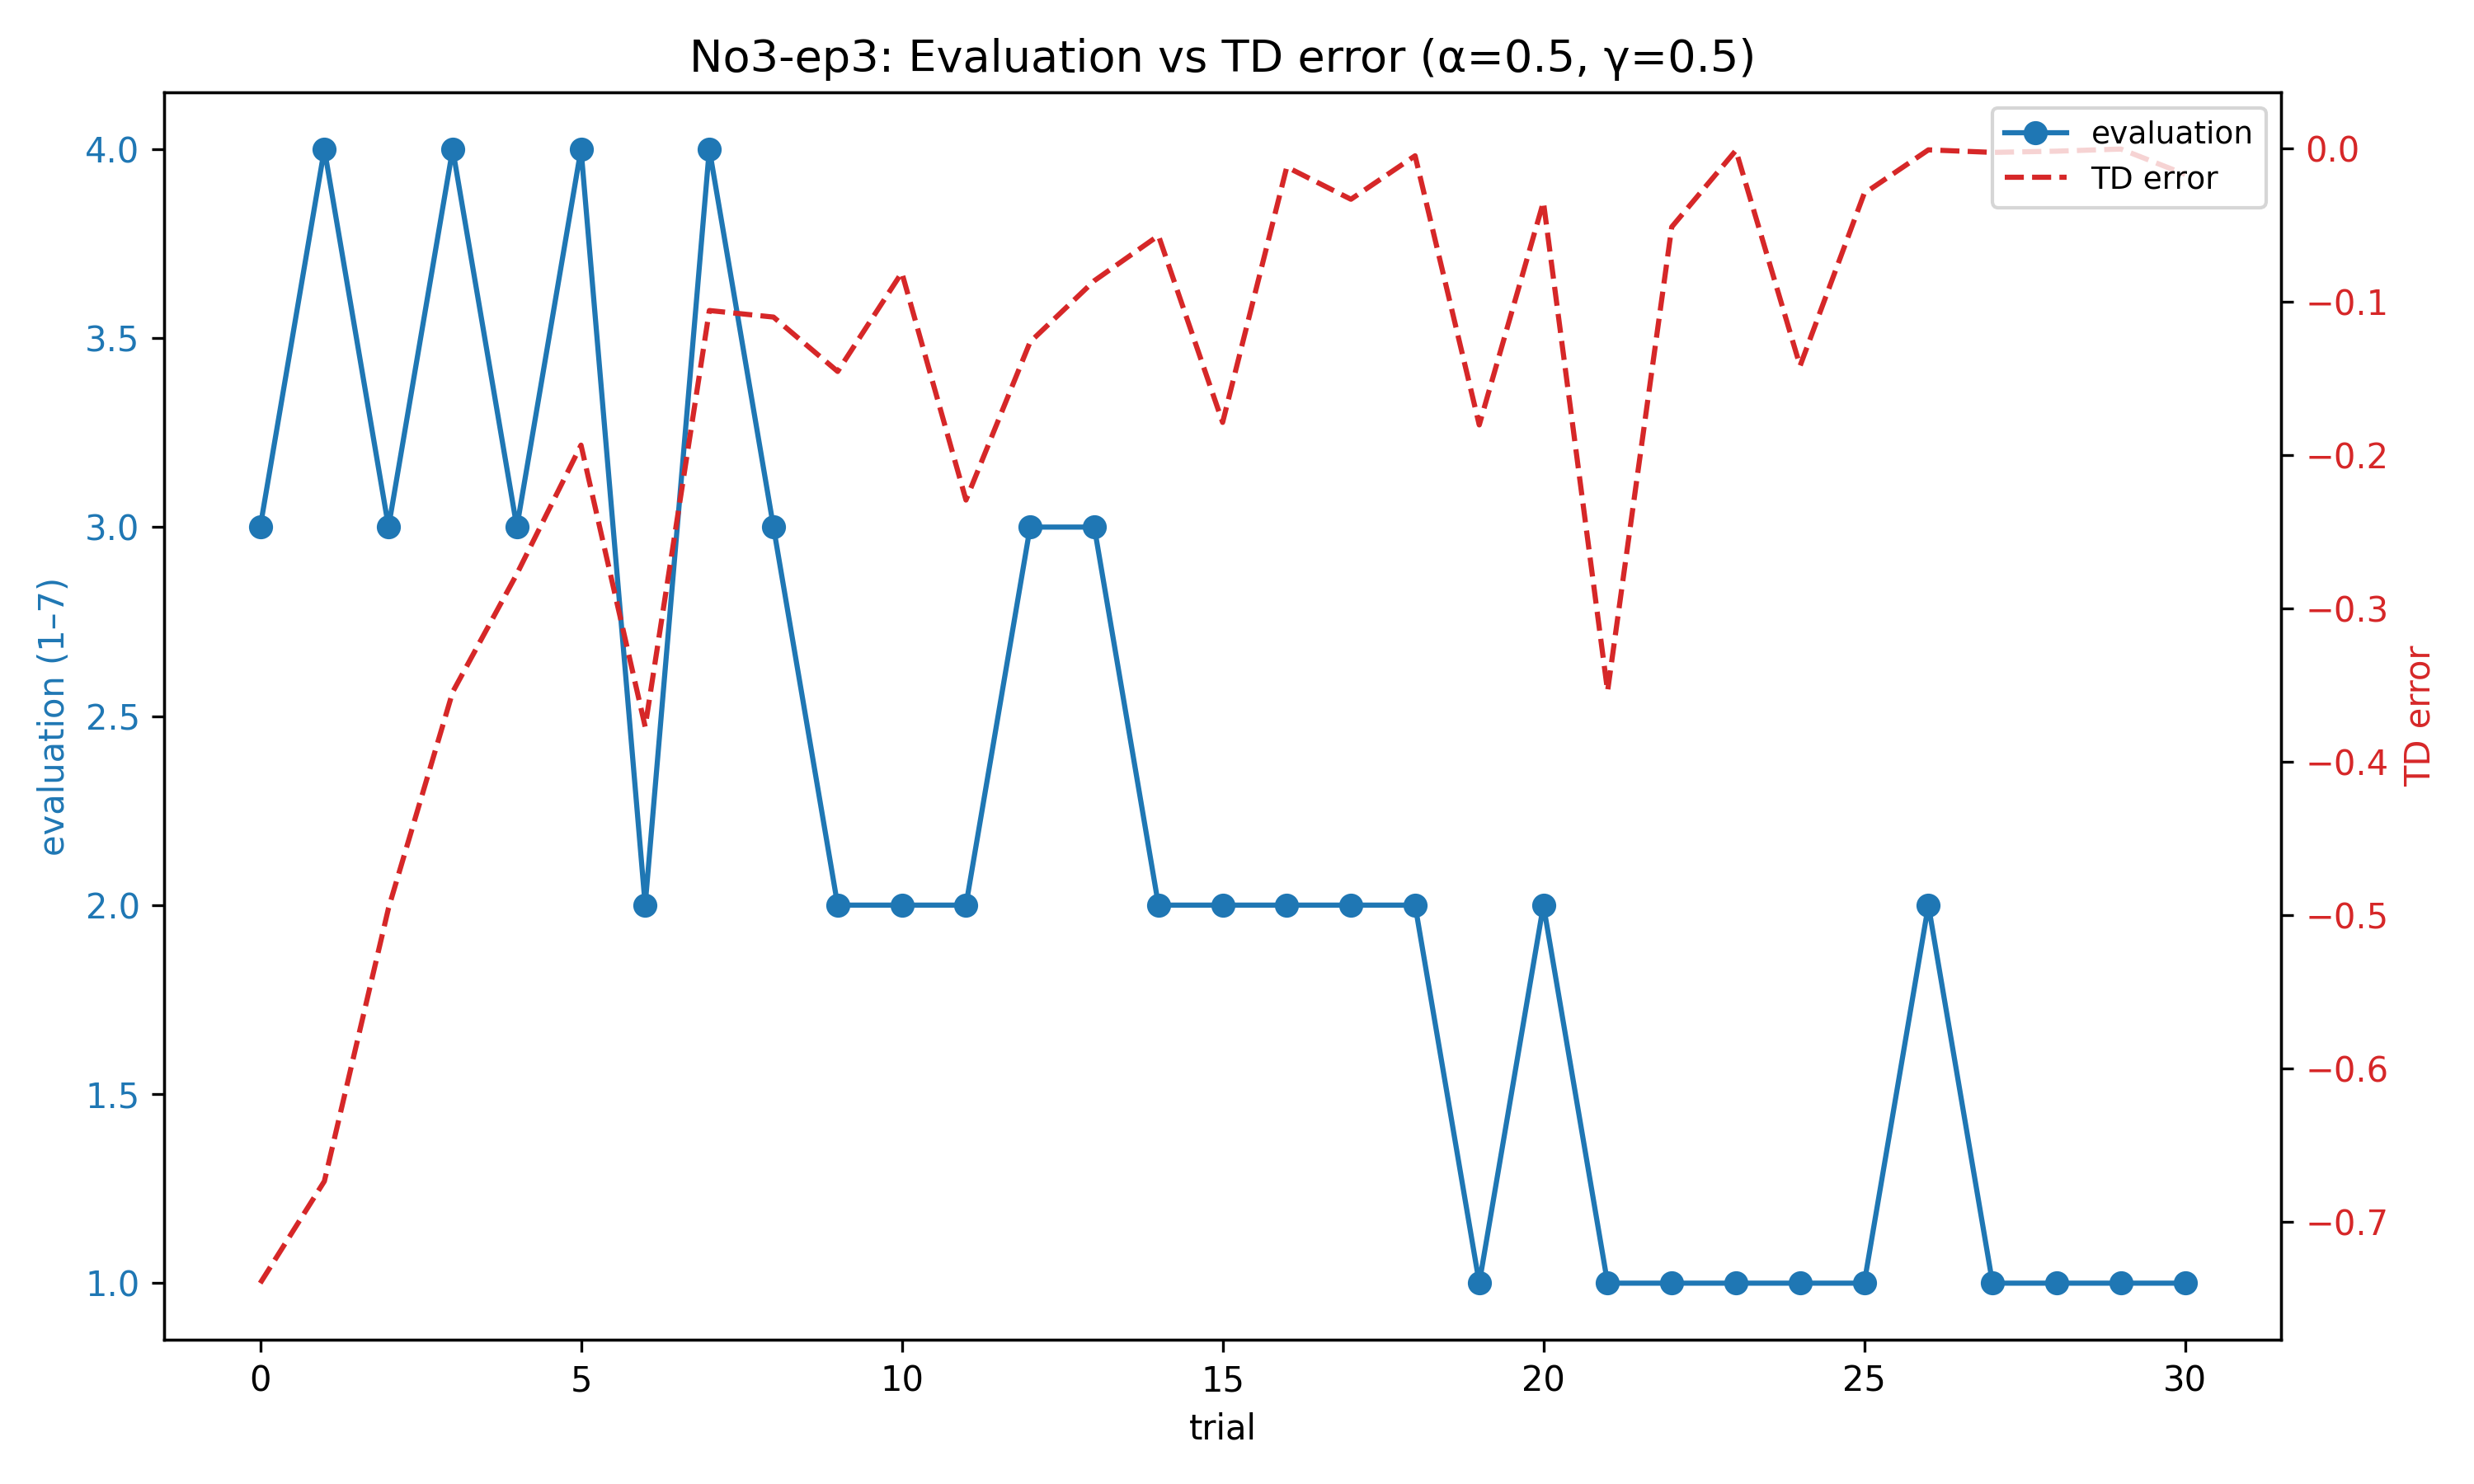 No3-ep3: Evaluation vs TD error (α=0.5, γ=0.5)
evaluation
TD error
4.0
3.5
3.0
2.5
2.0
1.5
1.0
evaluation (1–7)
0.0
−0.1
−0.2
−0.3
−0.4
−0.5
−0.6
−0.7
TD error
0 5 10 15 20 25 30
trial